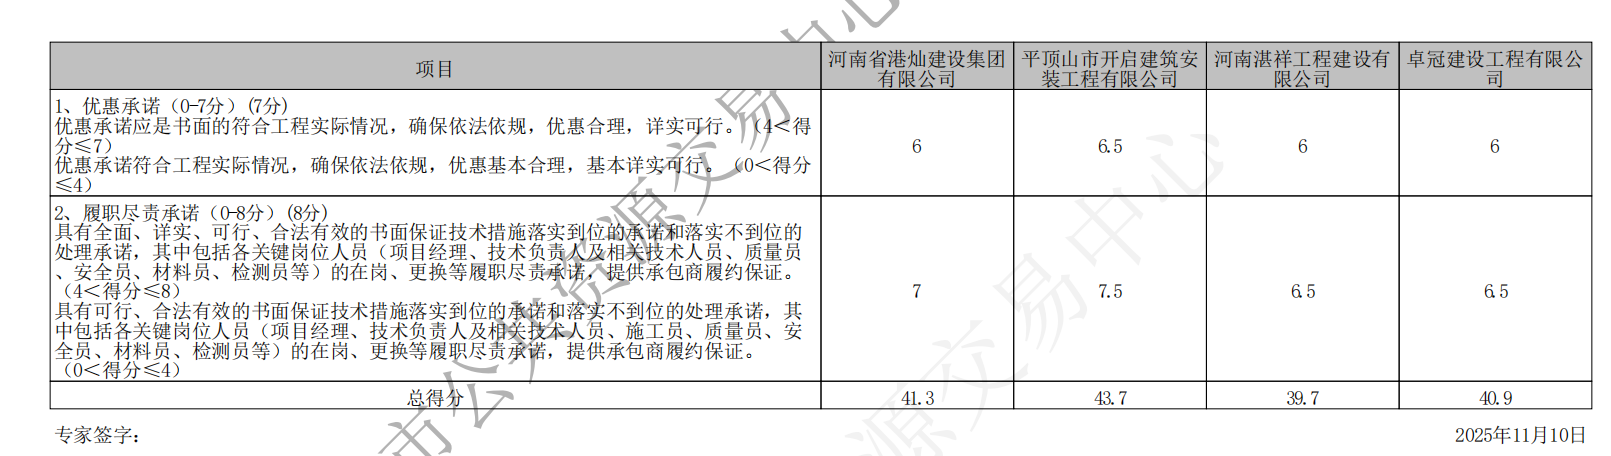 项目
河南省港灿建设集团
有限公司
平顶山市开启建筑安
装工程有限公司
河南湛祥工程建设有
限公司
卓冠建设工程有限公
司
1、优惠承诺（0-7分）(7分)
优惠承诺应是书面的符合工程实际情况，确保依法依规，优惠合理，详实可行。（4＜得
分≤7）
优惠承诺符合工程实际情况，确保依法依规，优惠基本合理，基本详实可行。（0＜得分
≤4）
6
6.5
6
6
2、履职尽责承诺（0-8分）(8分)
具有全面、详实、可行、合法有效的书面保证技术措施落实到位的承诺和落实不到位的
处理承诺，其中包括各关键岗位人员（项目经理、技术负责人及相关技术人员、质量员
、安全员、材料员、检测员等）的在岗、更换等履职尽责承诺，提供承包商履约保证。
（4＜得分≤8）
具有可行、合法有效的书面保证技术措施落实到位的承诺和落实不到位的处理承诺，其
中包括各关键岗位人员（项目经理、技术负责人及相关技术人员、施工员、质量员、安
全员、材料员、检测员等）的在岗、更换等履职尽责承诺，提供承包商履约保证。
（0＜得分≤4）
7
7.5
6.5
6.5
总得分
41.3
43.7
39.7
40.9
专家签字：
2025年11月10日
市公共资源交易中心
源交易中心